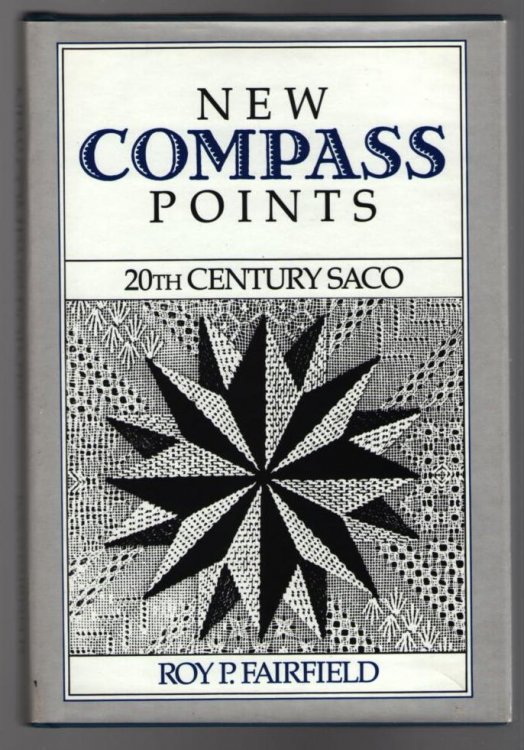 NEW
COMPASS
POINTS
20TH CENTURY SACO
ROY P. FAIRFIELD